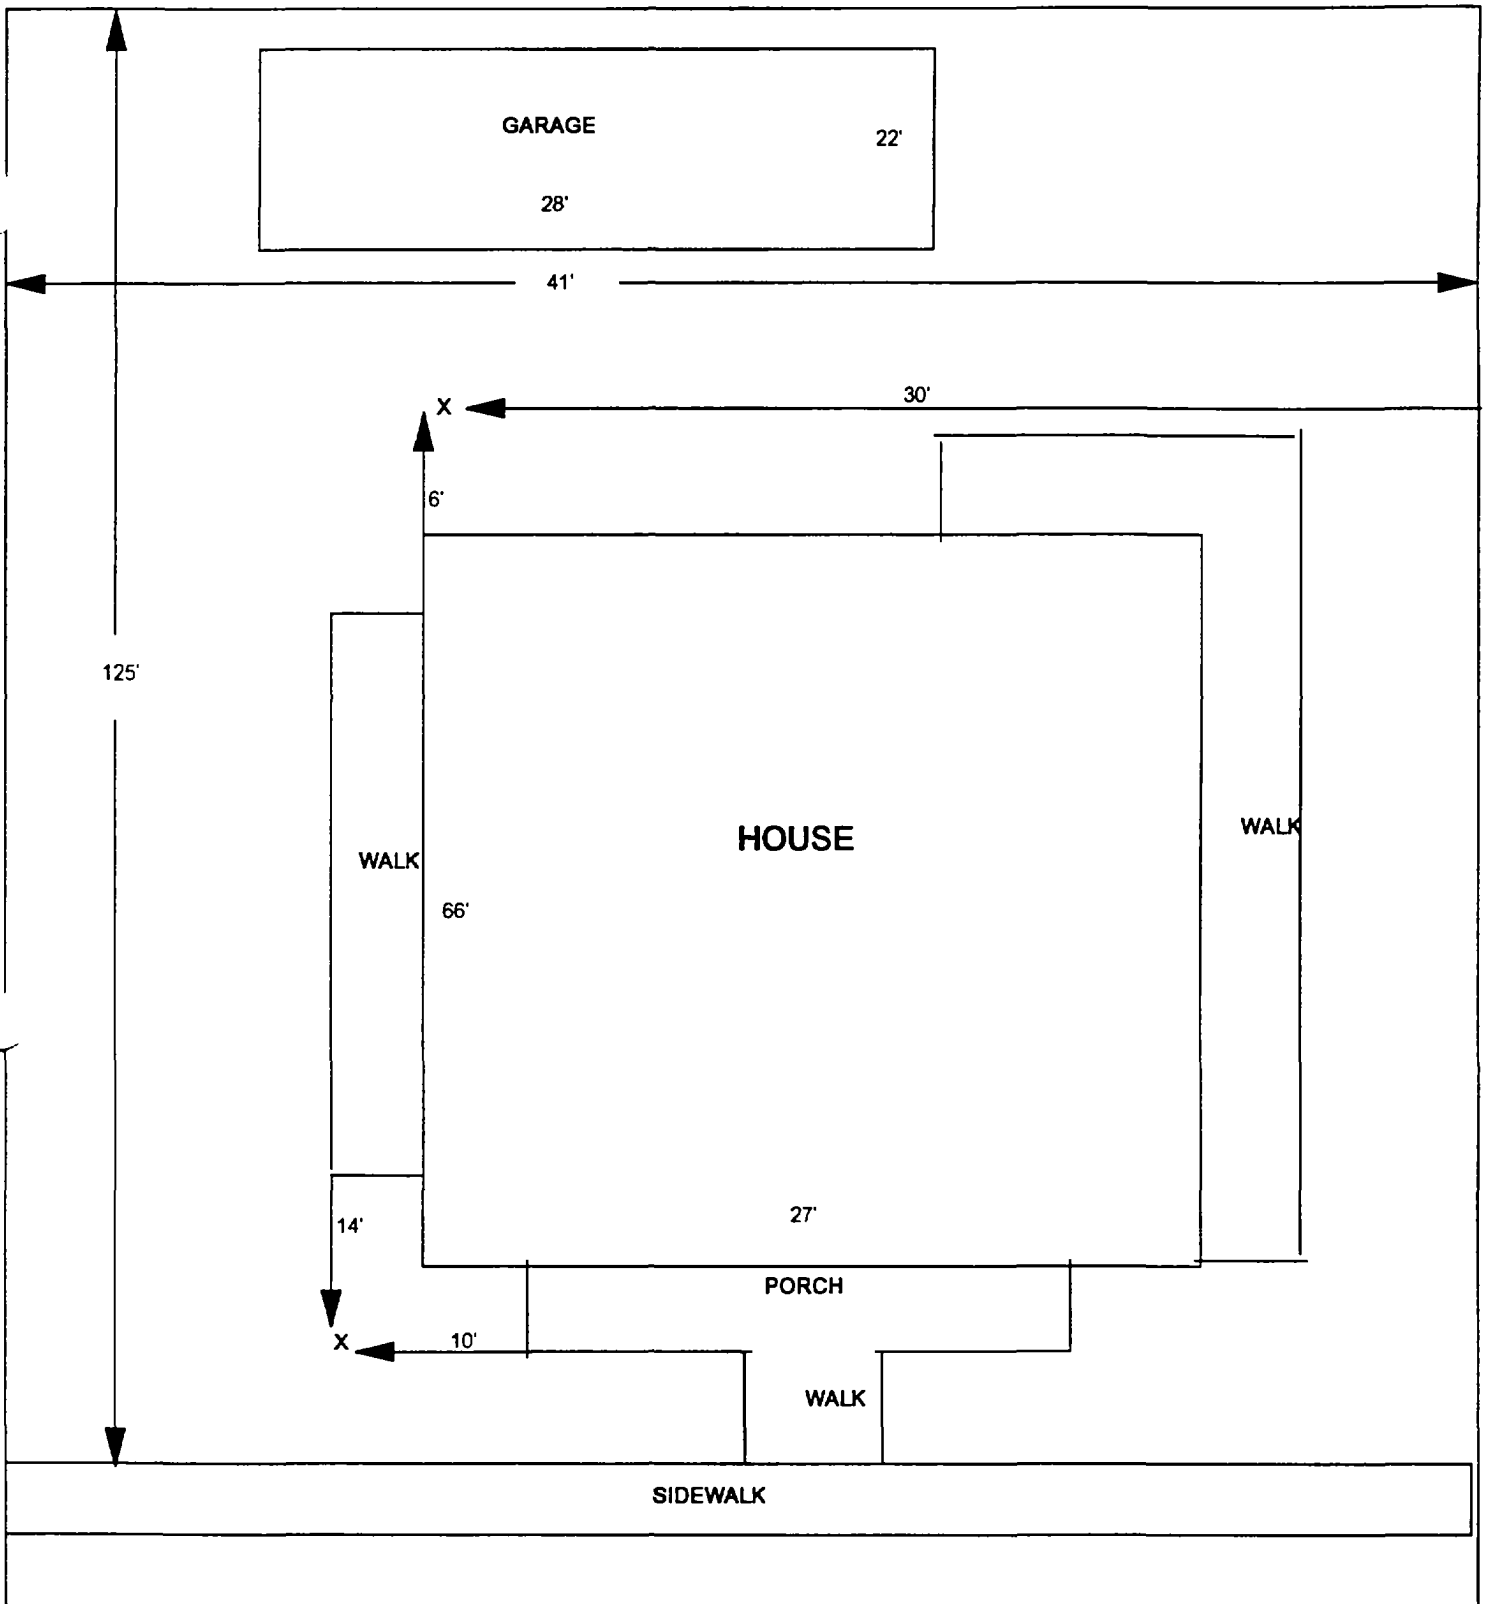 GARAGE
22'
28'
41'
30'
X
6'
125'
HOUSE
WALK
WALK
66'
27'
14'
PORCH
X
10'
WALK
SIDEWALK